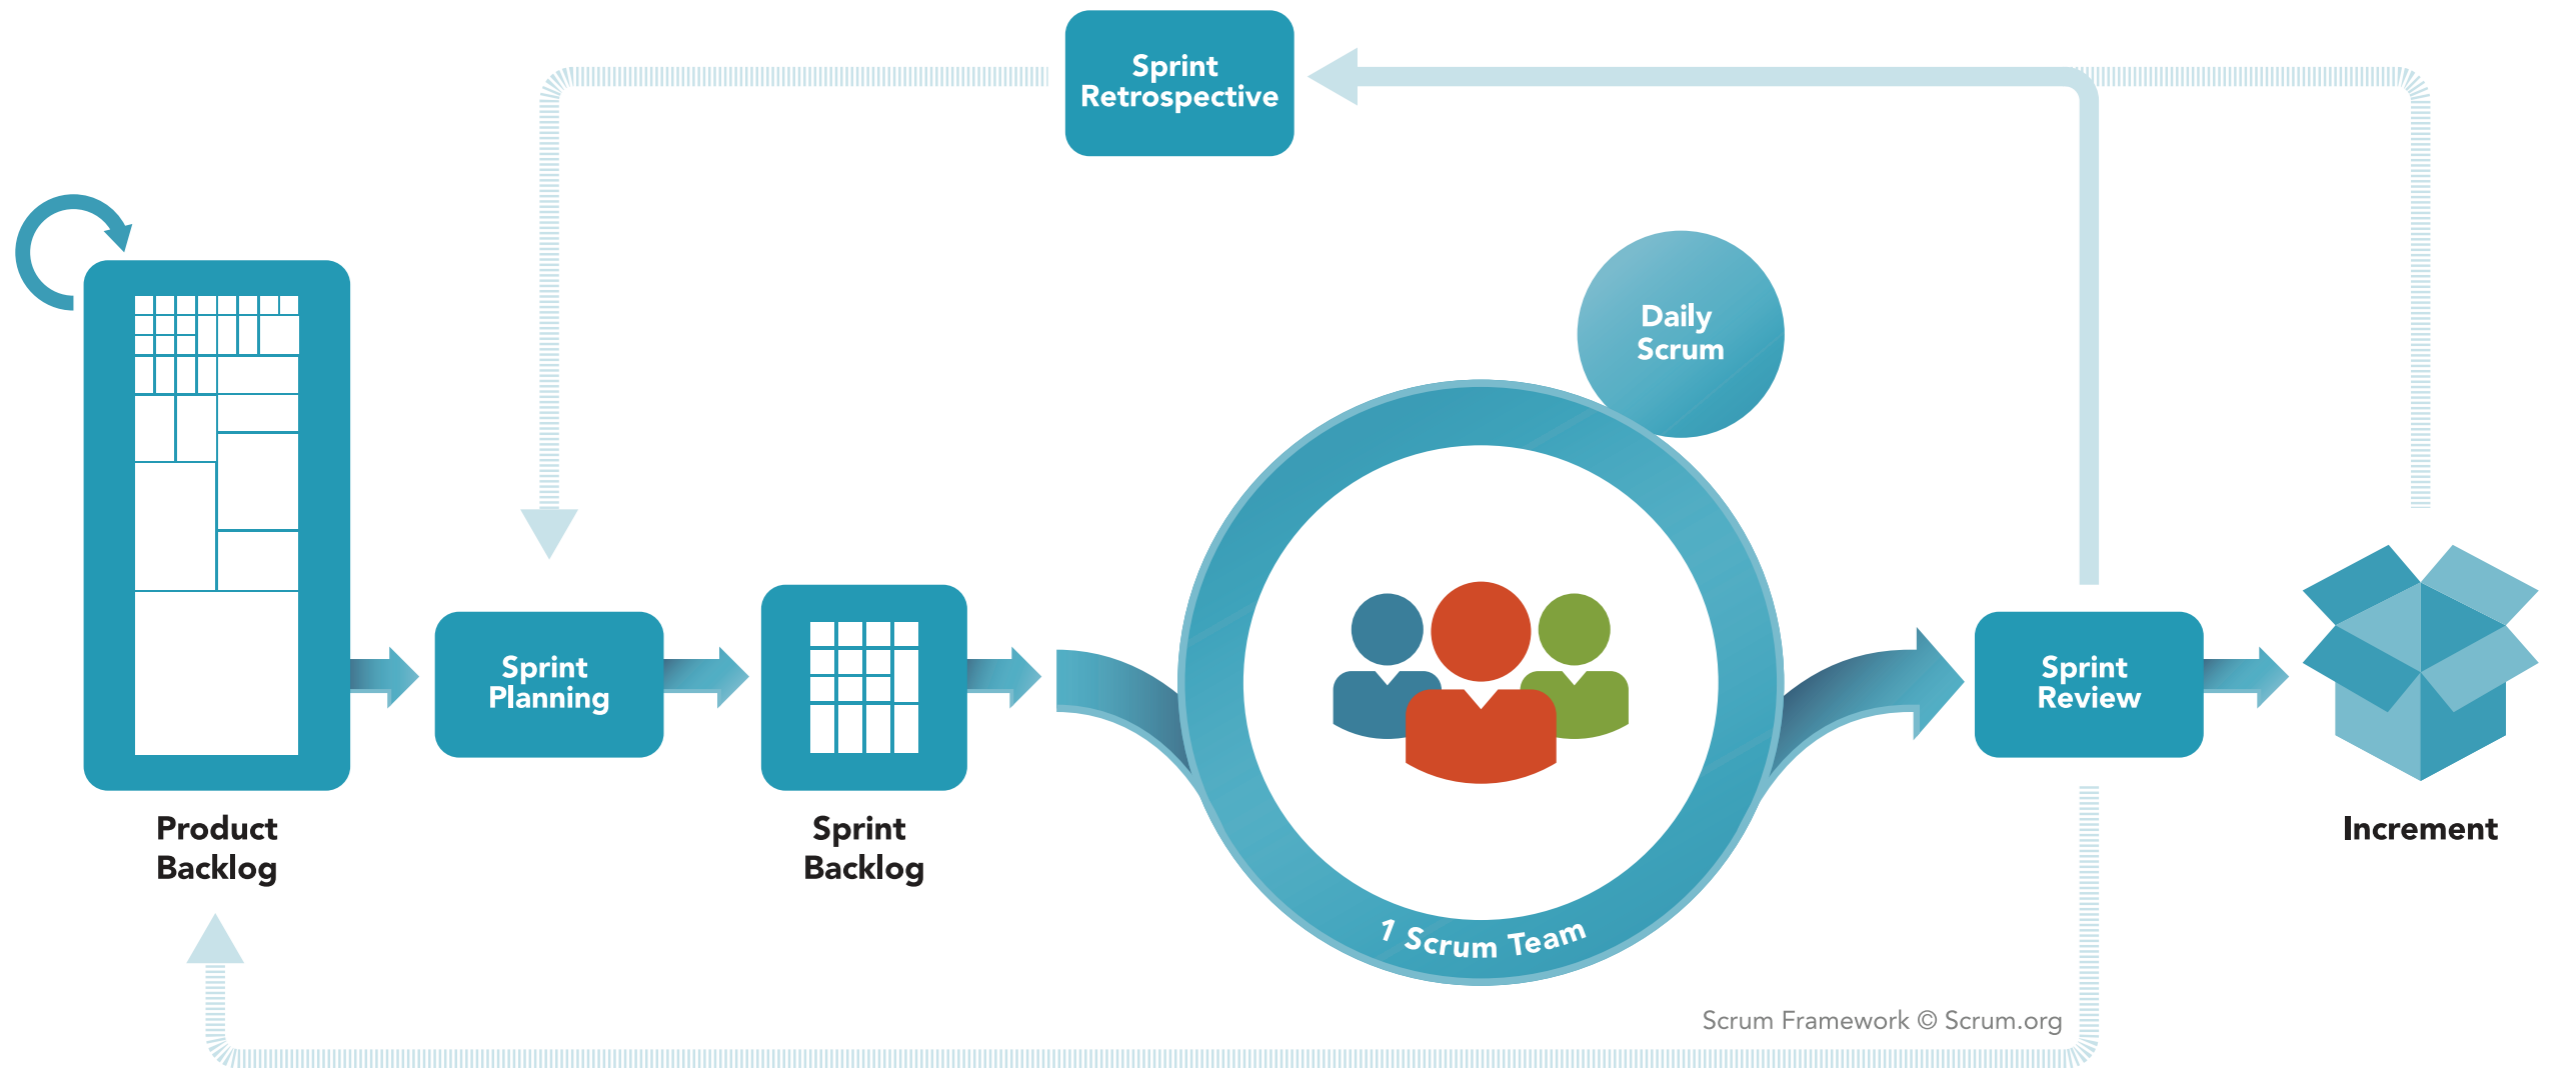 Sprint
Retrospective
Daily
Scrum
Sprint
Planning
Sprint
Review
Product
Backlog
Sprint
Backlog
Increment
1 Scrum Team
Scrum Framework © Scrum.org